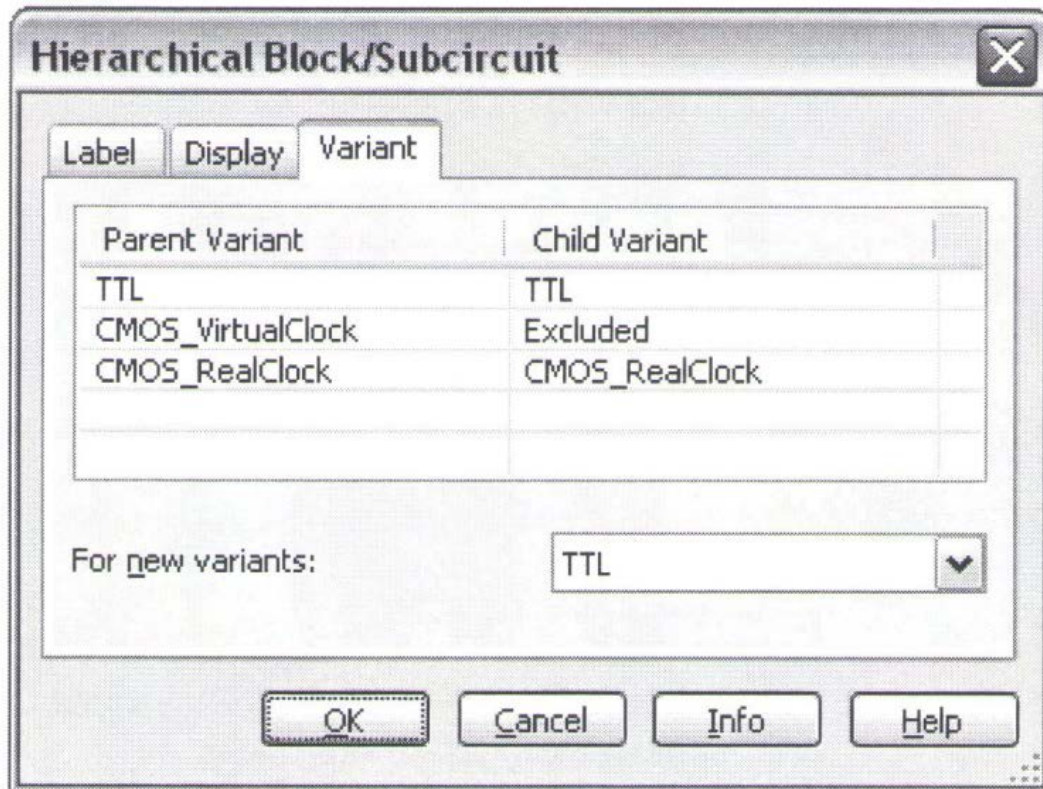 Hierarchical Block/Subcircuit
Label Display Variant
Parent Variant Child Variant
TTL TTL
CMOS_VirtualClock Excluded
CMOS_RealClock CMOS_RealClock
For new variants: TTL
OK Cancel Info Help